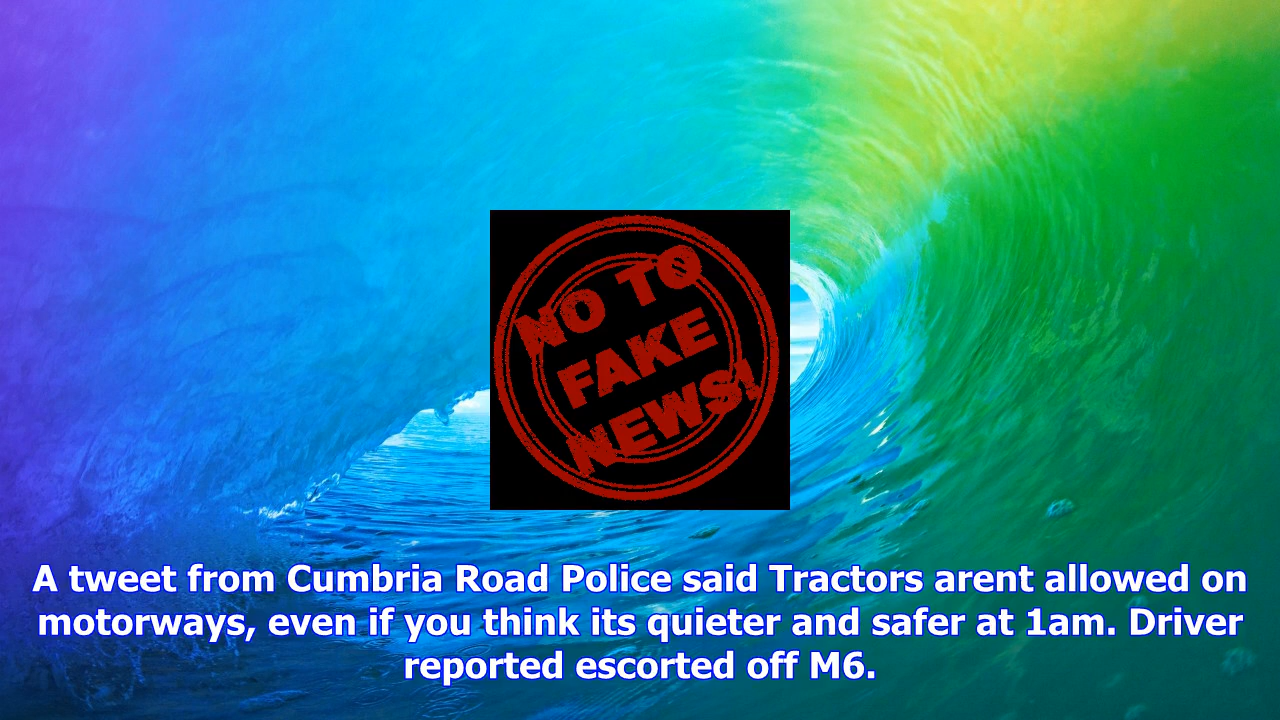 NO TO
FAKE
NEWS!
A tweet from Cumbria Road Police said Tractors arent allowed on
motorways, even if you think its quieter and safer at 1am. Driver
reported escorted off M6.